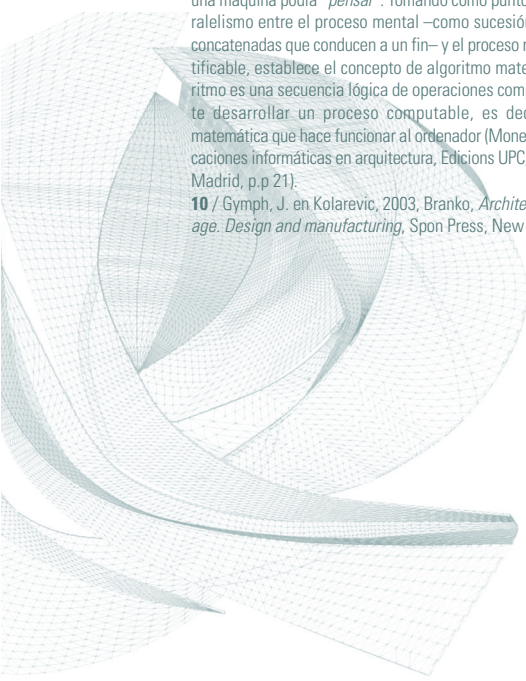 una máquina podía "pensar". Tomando como punto
ralelismo entre el proceso mental –como sucesión
concatenadas que conducen a un fin– y el proceso
tificable, establece el concepto de algoritmo mate
ritmo es una secuencia lógica de operaciones com
te desarrollar un proceso computable, es dec
matemática que hace funcionar al ordenador (Mone
caciones informáticas en arquitectura, Edicions UPC,
Madrid, p.p 21).
10 / Gymph, J. en Kolarevic, 2003, Branko, Archite
age. Design and manufacturing, Spon Press, New